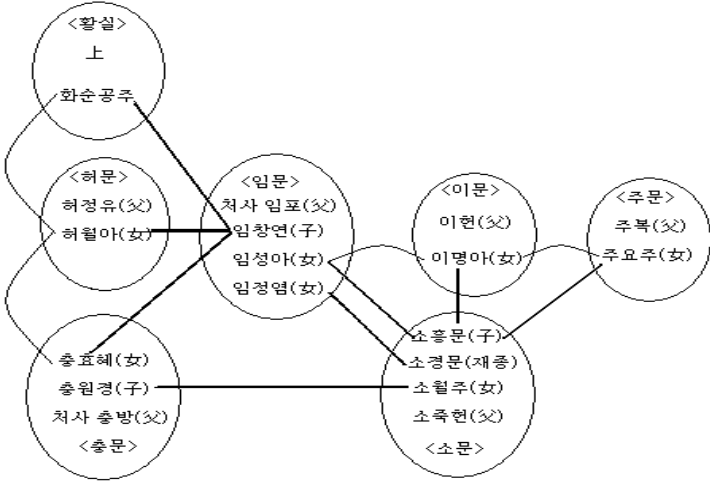 <황실>
上
화순공주
<허문>
허정유(父)
허월아(女)
<임문>
처사 임포(父)
임창연(子)
임성아(女)
임정염(女)
<이문>
이헌(父)
이명아(女)
<주문>
주복(父)
주요주(女)
충효혜(女)
충원경(子)
처사 충방(父)
<충문>
소흥문(子)
소경문(재종)
소월주(女)
소죽헌(父)
<소문>